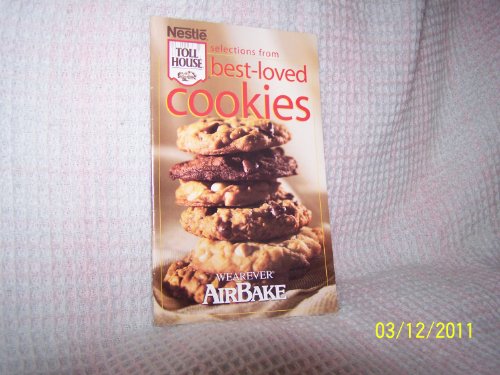 Nestlé
TOLL
HOUSE
selections from
best-loved
cookies
WEAREVER®
AIRBAKE
03/12/2011